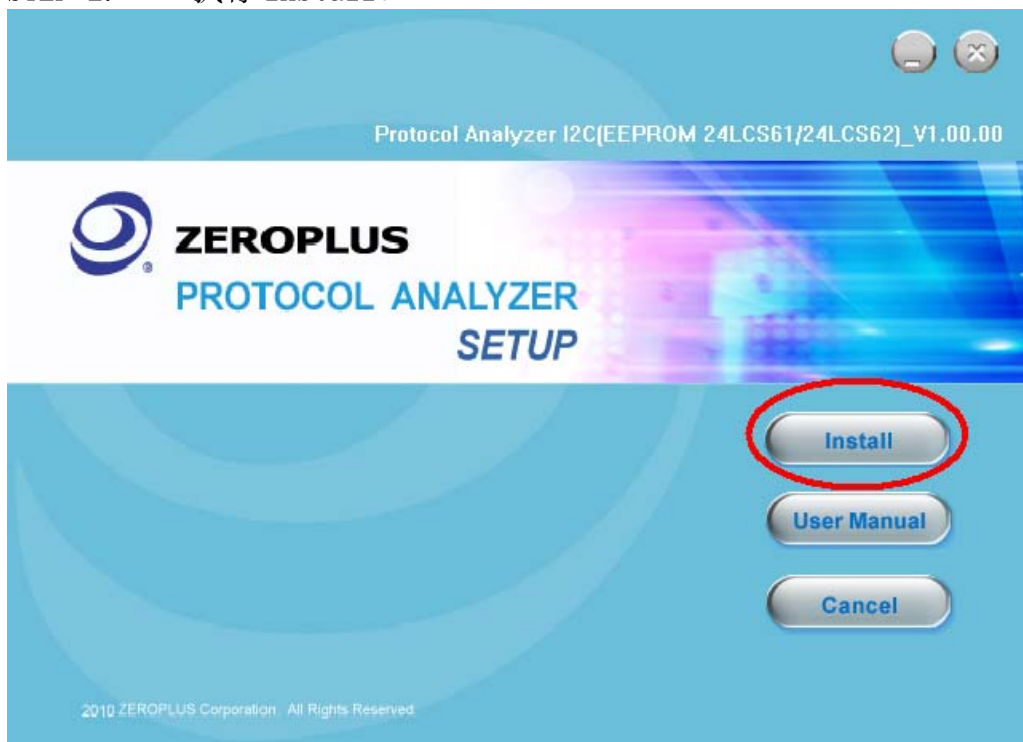 Protocol Analyzer I2C(EEPROM 24LCS61/24LCS62)_V1.00.00
ZEROPLUS
PROTOCOL ANALYZER
SETUP
Install
User Manual
Cancel
2010 ZEROPLUS Corporation. All Rights Reserved.